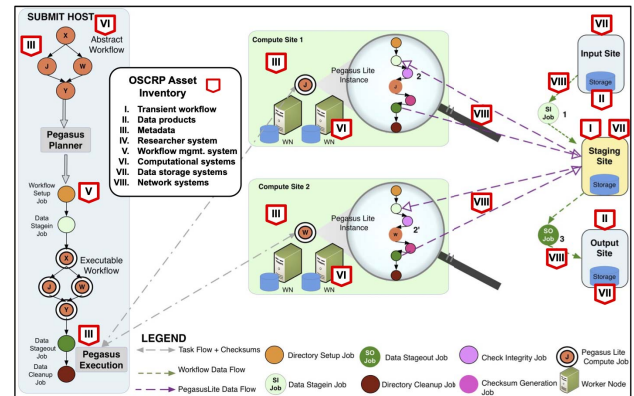 SUBMIT HOST
VI
III
X
Abstract
Workflow
J
W
Y
Pegasus
Planner
Workflow
Setup
Job
V
Data
Stagein
Job
X
Executable
Workflow
J
W
Y
Data
Stageout
Job
III
Pegasus
Execution
Data
Cleanup
Job
OSCRP Asset
Inventory
I. Transient workflow
II. Data products
III. Metadata
IV. Researcher system
V. Workflow mgmt. system
VI. Computational systems
VII. Data storage systems
VIII. Network systems
Compute Site 1
III
J
Pegasus Lite
Instance
WN
WN
VI
2
J
VIII
Compute Site 2
III
W
Pegasus Lite
Instance
WN
WN
VI
2'
W
VIII
VII
Input Site
Storage
VIII
II
SI
Job
1
I
VII
Staging
Site
Storage
SO
Job
3
VIII
II
Output
Site
Storage
VII
LEGEND
Task Flow + Checksums
Workflow Data Flow
PegasusLite Data Flow
Directory Setup Job
SI
Job
Data Stagein Job
SO
Job
Data Stageout Job
Directory Cleanup Job
Check Integrity Job
Checksum Generation
Job
J
Pegasus Lite
Compute Job
Worker Node